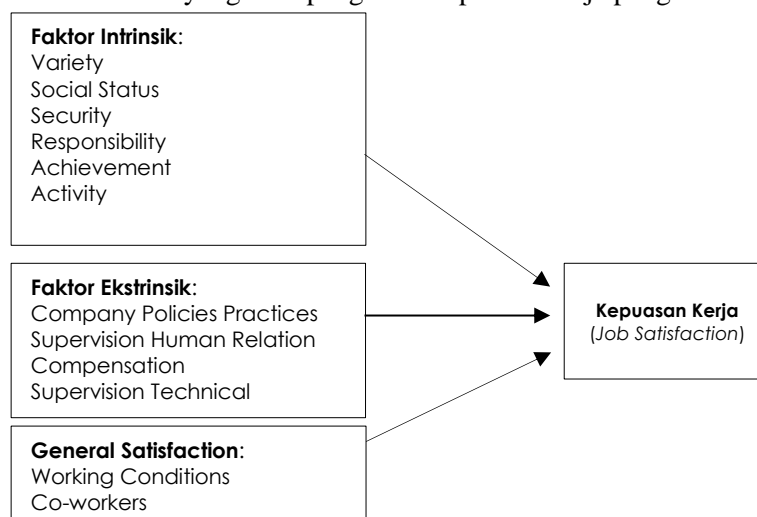 Faktor Intrinsik:
Variety
Social Status
Security
Responsibility
Achievement
Activity
Faktor Ekstrinsik:
Company Policies Practices
Supervision Human Relation
Compensation
Supervision Technical
General Satisfaction:
Working Conditions
Co-workers
Kepuasan Kerja
(Job Satisfaction)